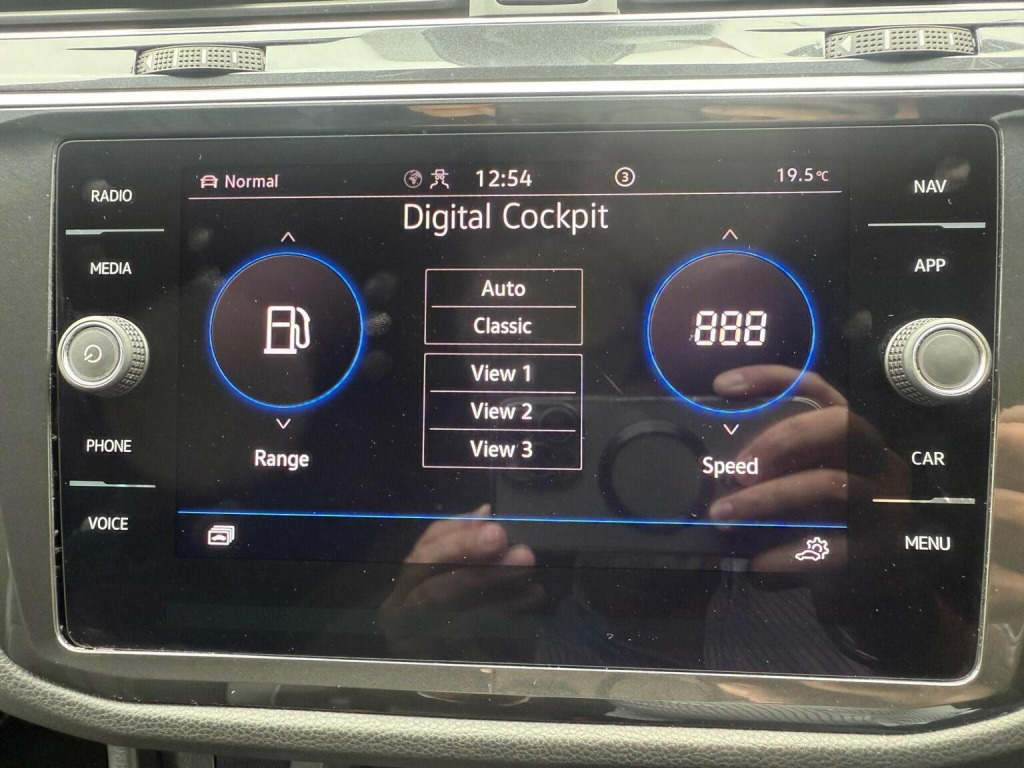 RADIO
MEDIA
PHONE
VOICE
Normal
12:54
3
19.5°C
Digital Cockpit
Auto
Classic
View 1
View 2
View 3
Range
888
Speed
NAV
APP
CAR
MENU